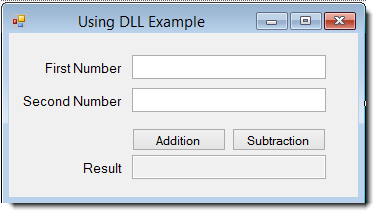 Using DLL Example
First Number
Second Number
Addition
Subtraction
Result